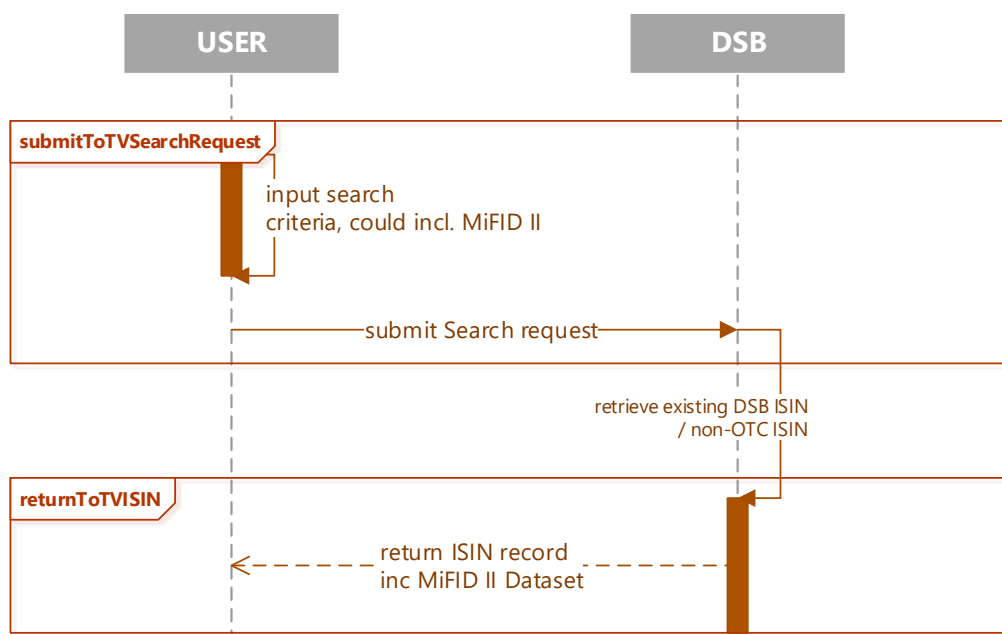 USER
DSB
submitToTVSearchRequest
input search
criteria, could incl. MiFID II
submit Search request
retrieve existing DSB ISIN
/ non-OTC ISIN
returnToTVISIN
return ISIN record
inc MiFID II Dataset